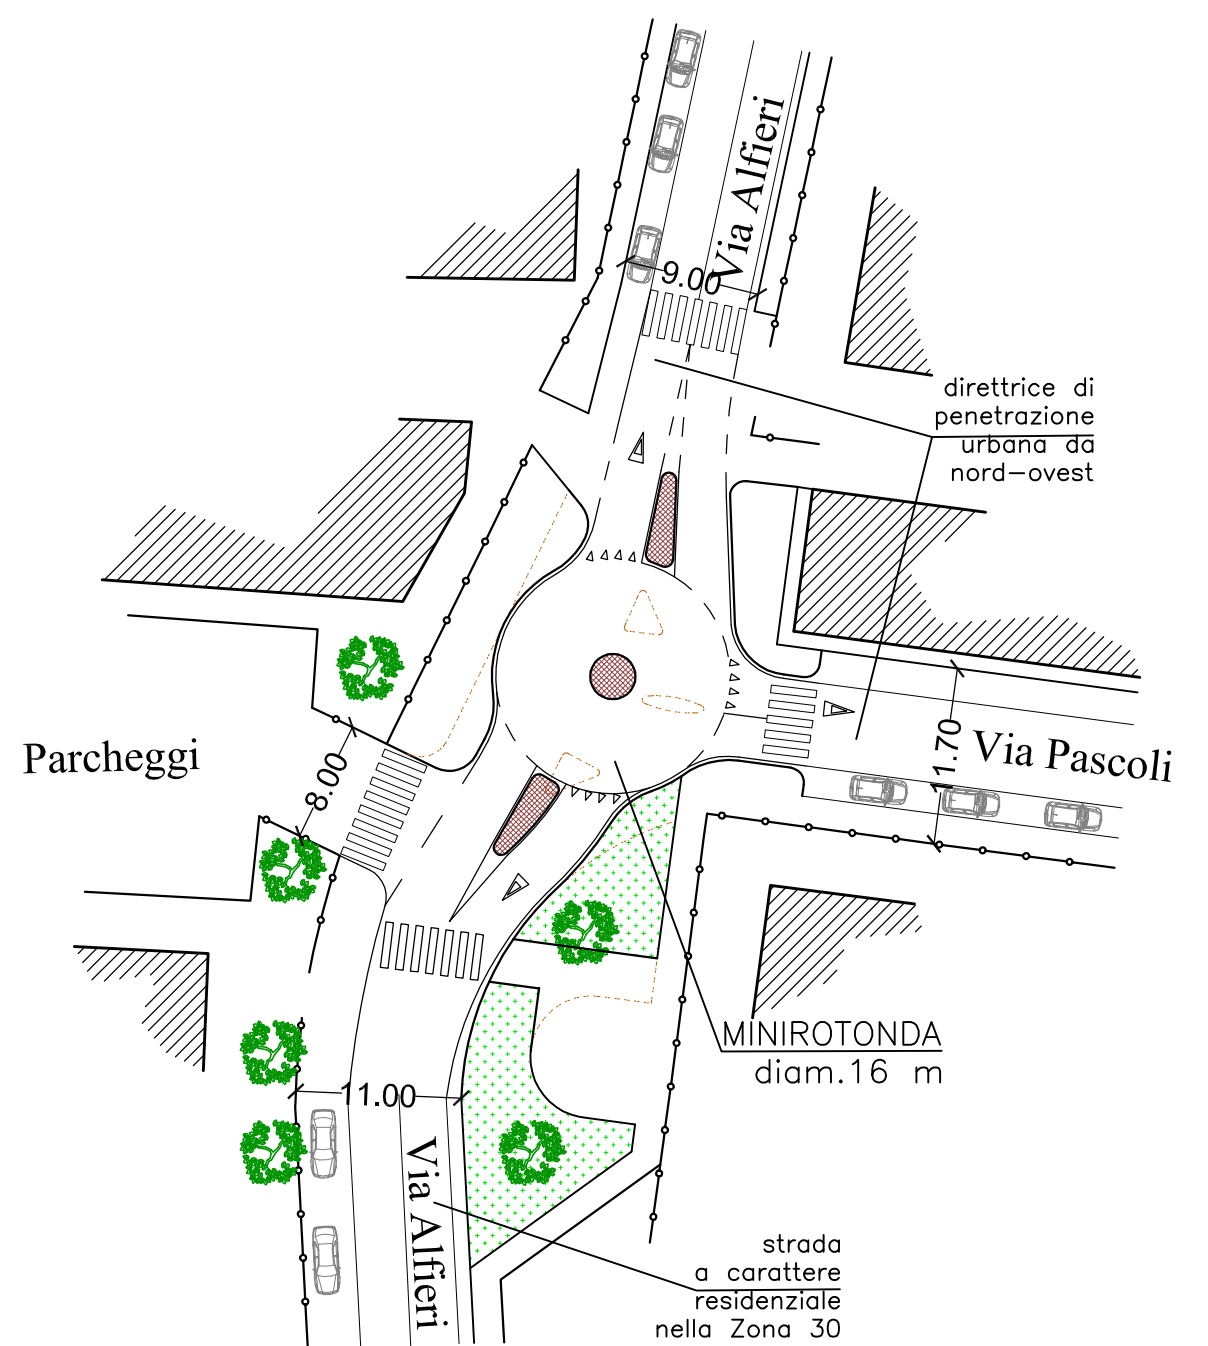 Via Alfieri
9.00
direttrice di
penetrazione
urbana da
nord-ovest
Parcheggi
8.00
11.70
Via Pascoli
MINIROTONDA
diam.16 m
11.00
Via Alfieri
strada
a carattere
residenziale
nella Zona 30